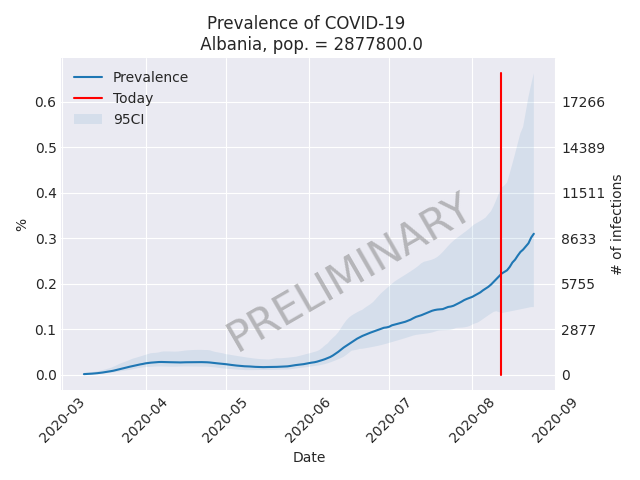 Prevalence of COVID-19
Albania, pop. = 2877800.0
Prevalence
Today
95CI
PRELIMINARY
%
0.6
0.5
0.4
0.3
0.2
0.1
0.0
17266
14389
11511
8633
5755
2877
0
# of infections
2020-03
2020-04
2020-05
2020-06
2020-07
2020-08
2020-09
Date